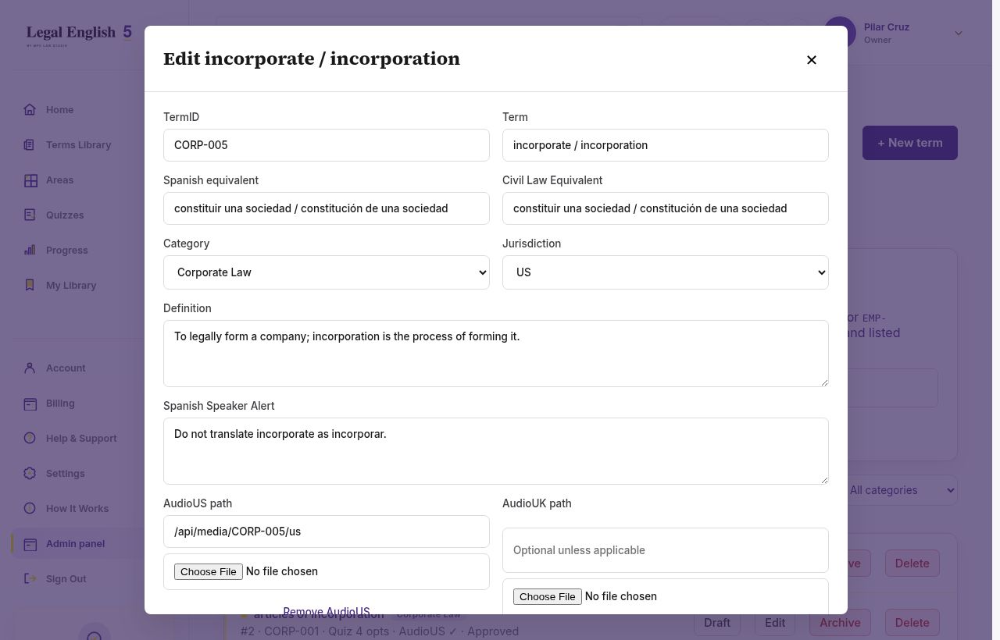 Legal English 5
BY MPC LAW STUDIO
Pilar Cruz
Owner
Edit incorporate / incorporation
×
Home
Terms Library
Areas
Quizzes
Progress
My Library
Account
Billing
Help & Support
Settings
How It Works
Admin panel
Sign Out
+ New term
or EMP-
and listed
All categories
TermID
Term
CORP-005
incorporate / incorporation
Spanish equivalent
Civil Law Equivalent
constituir una sociedad / constitución de una sociedad
constituir una sociedad / constitución de una sociedad
Category
Jurisdiction
Corporate Law
US
Definition
To legally form a company; incorporation is the process of forming it.
Spanish Speaker Alert
Do not translate incorporate as incorporar.
AudioUS path
AudioUK path
/api/media/CORP-005/us
Optional unless applicable
Choose File No file chosen
Choose File No file chosen
Remove AudioUS
ve
Delete
articles of incorporation
Corporate Law
#2 · CORP-001 · Quiz 4 opts · AudioUS ✓ · Approved
Draft
Edit
Archive
Delete